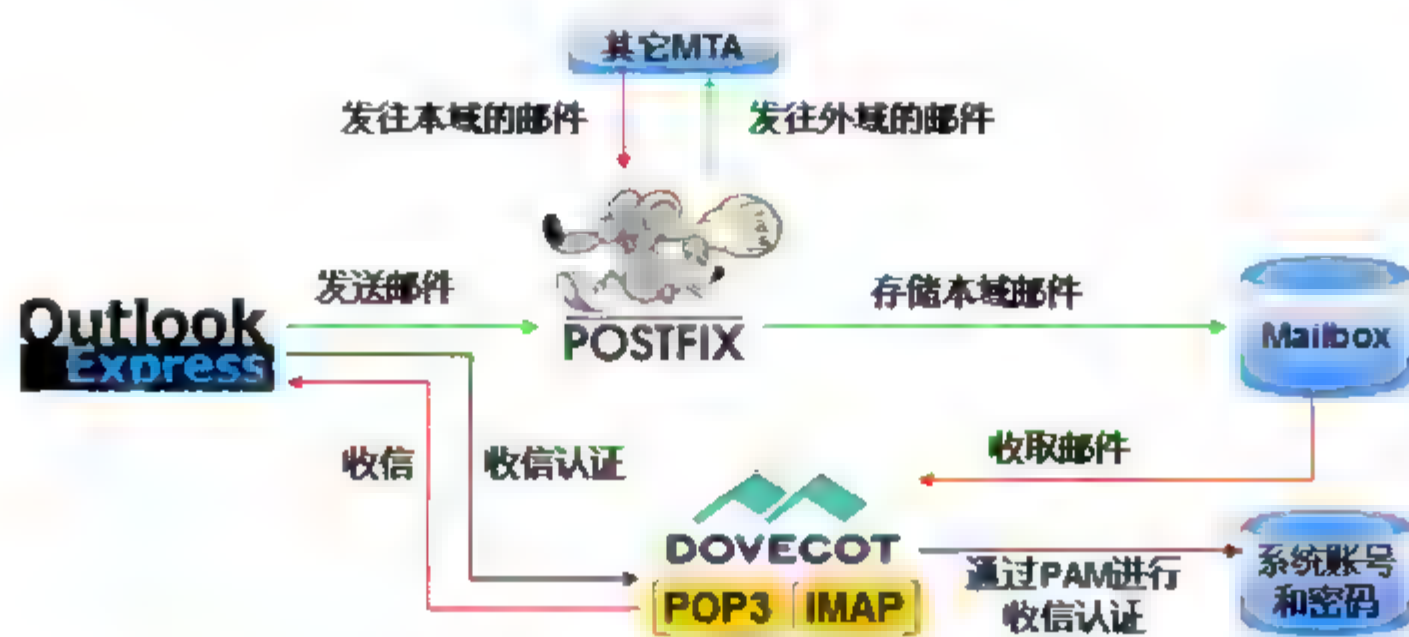 其它MTA
发往本域的邮件
发往外域的邮件
发送邮件
存储本域邮件
Outlook
Express
POSTFIX
Mailbox
收信
收信认证
收取邮件
DOVECOT
POP3 IMAP
通过PAM进行
收信认证
系统账号
和密码